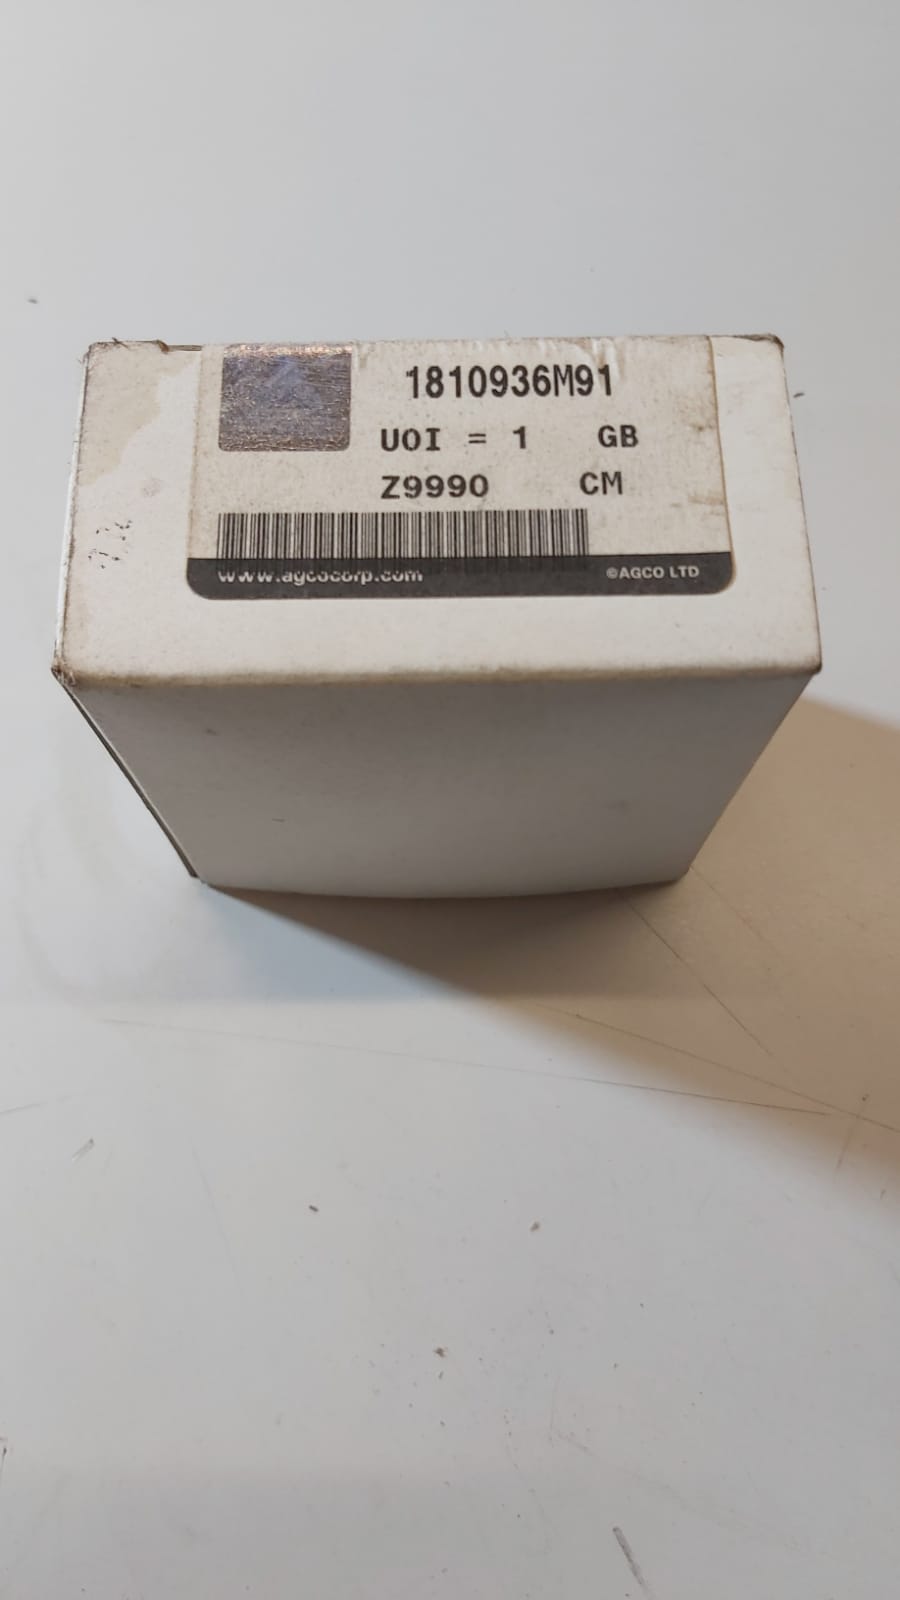 1810936M91
UOI = 1 GB
Z9990 CM
www.agcocorp.com ©AGCO LTD